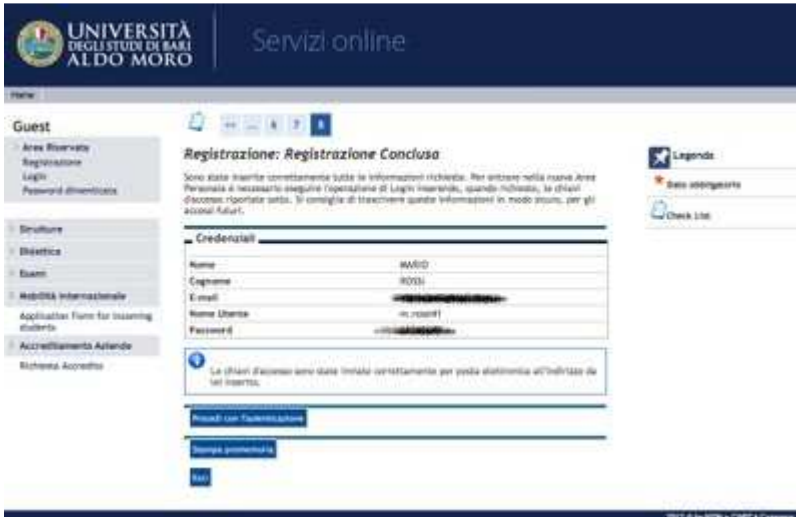 UNIVERSITÀ
DEGLI STUDI DI BARI
ALDO MORO
Servizi online
Home
Guest
Area Riservata
Registrazione
Login
Password dimenticata
Strutture
Didattica
Esami
Mobilità internazionale
Application Form for incoming
students
Accreditamento Aziende
Richiesta Accredito
<< ... 6 7 8
Registrazione: Registrazione Conclusa
Sono state inserite correttamente tutte le informazioni richieste. Per entrare nella nuova Area
Personale è necessario eseguire l'operazione di Login inserendo, quando richiesto, le chiavi
d'accesso riportate sotto. Si consiglia di trascrivere queste informazioni in modo sicuro, per gli
accessi futuri.
Credenziali
Nome MARIO
Cognome ROSSI
E-mail
Nome Utente
Password
Le chiavi d'accesso sono state inviate correttamente per posta elettronica all'indirizzo da
lei inserito.
Procedi con l'autenticazione
Stampa promemoria
Esci
Legenda
* Dato obbligatorio
Check List